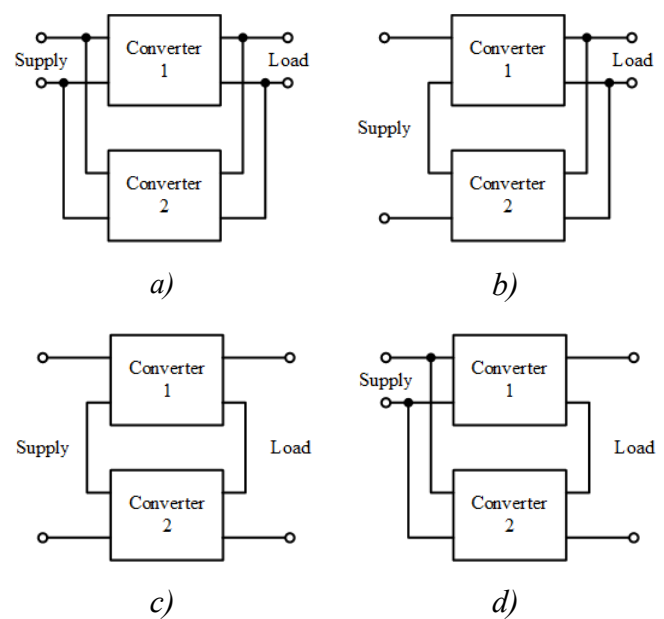 Converter
1
Supply
Load
Converter
2
a)
Converter
1
Load
Supply
Converter
2
b)
Converter
1
Supply
Load
Converter
2
c)
Converter
1
Supply
Load
Converter
2
d)